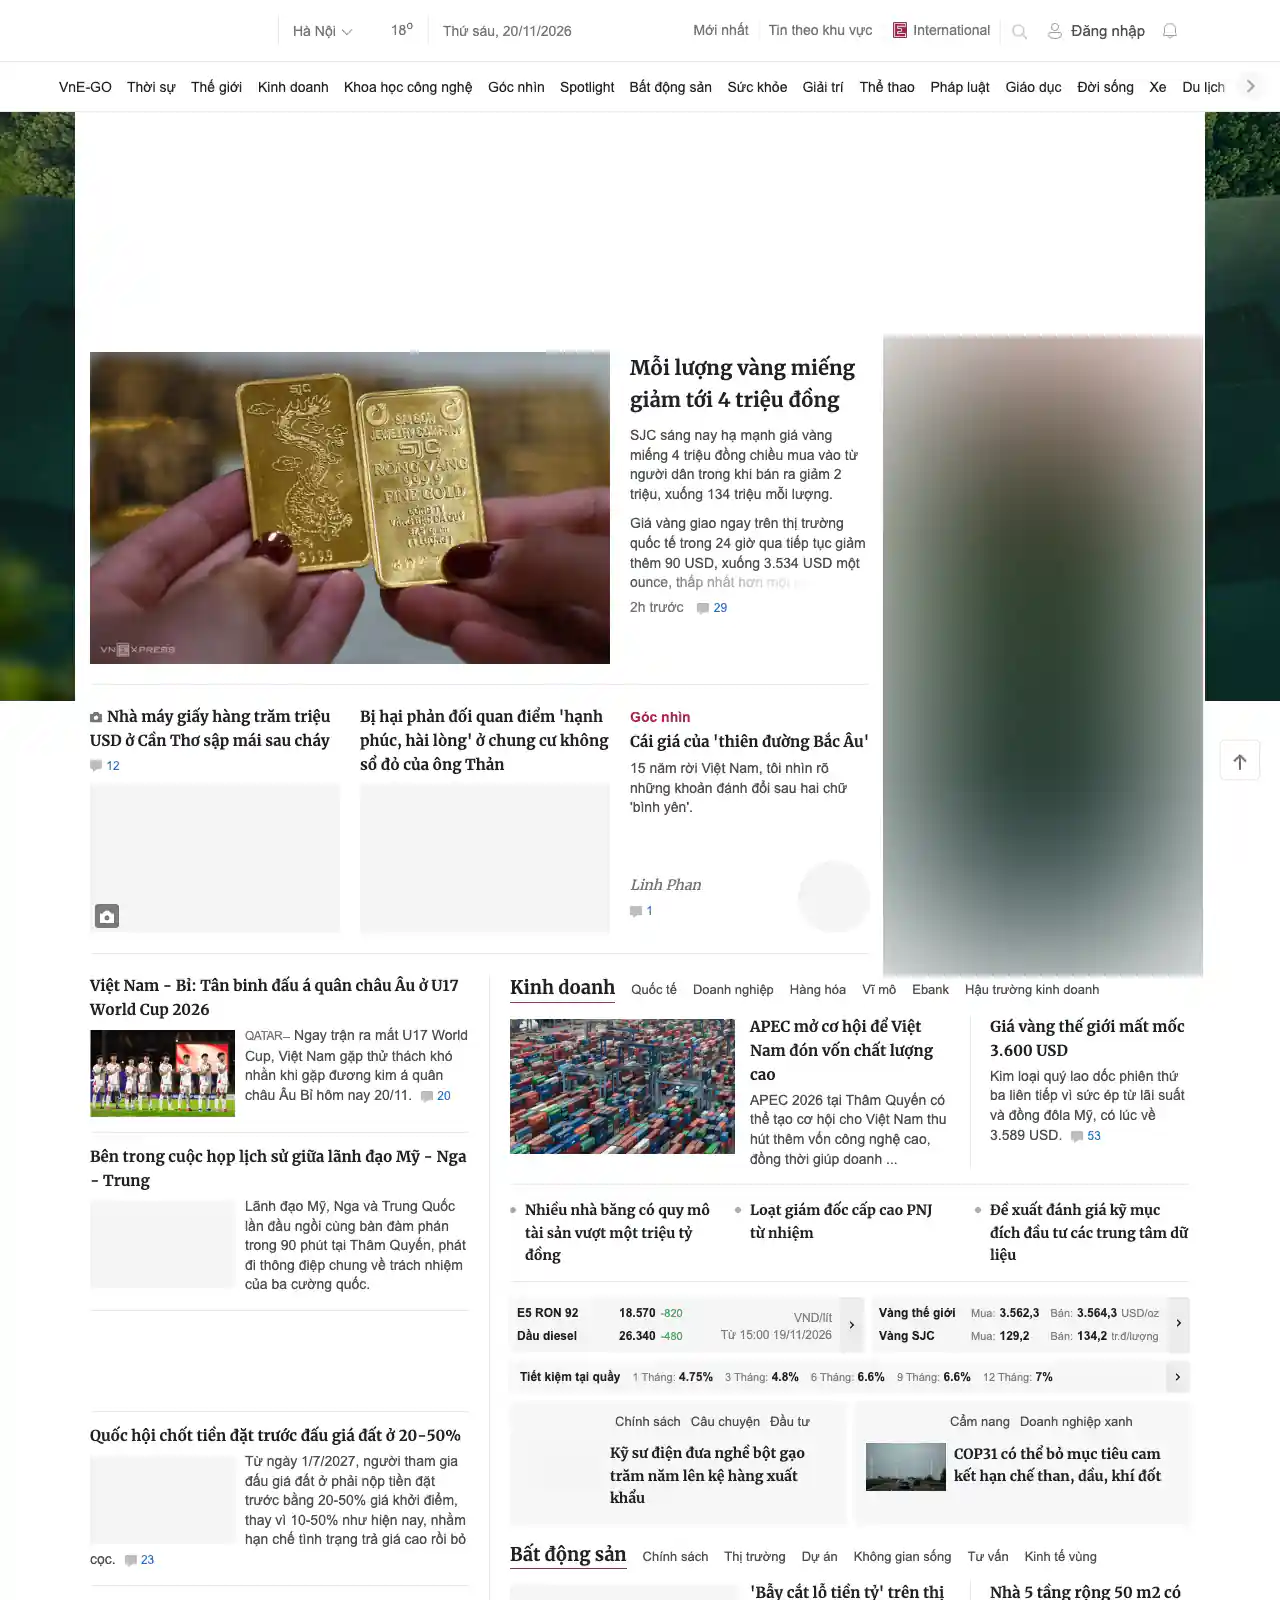 Hà Nội
18°
Thứ sáu, 20/11/2026
Mới nhất
Tin theo khu vực
International
Đăng nhập
VnE-GO Thời sự Thế giới Kinh doanh Khoa học công nghệ Góc nhìn Spotlight Bất động sản Sức khỏe Giải trí Thể thao Pháp luật Giáo dục Đời sống Xe Du lịch
SJC
9999
SAIGON
JEWELRY COMPANY
SJC
RỒNG VÀNG
999.9
FINE GOLD
VNEXPRESS
Mỗi lượng vàng miếng
giảm tới 4 triệu đồng
SJC sáng nay hạ mạnh giá vàng
miếng 4 triệu đồng chiều mua vào từ
người dân trong khi bán ra giảm 2
triệu, xuống 134 triệu mỗi lượng.
Giá vàng giao ngay trên thị trường
quốc tế trong 24 giờ qua tiếp tục giảm
thêm 90 USD, xuống 3.534 USD một
ounce, thấp nhất hơn một
2h trước 29
Nhà máy giấy hàng trăm triệu
USD ở Cần Thơ sập mái sau cháy
12
Bị hại phản đối quan điểm 'hạnh
phúc, hài lòng' ở chung cư không
sổ đỏ của ông Thản
Góc nhìn
Cái giá của 'thiên đường Bắc Âu'
15 năm rời Việt Nam, tôi nhìn rõ
những khoản đánh đổi sau hai chữ
'bình yên'.
Linh Phan
1
Việt Nam - Bỉ: Tân binh đấu á quân châu Âu ở U17
World Cup 2026
QATAR– Ngay trận ra mắt U17 World
Cup, Việt Nam gặp thử thách khó
nhằn khi gặp đương kim á quân
châu Âu Bỉ hôm nay 20/11. 20
Bên trong cuộc họp lịch sử giữa lãnh đạo Mỹ - Nga
- Trung
Lãnh đạo Mỹ, Nga và Trung Quốc
lần đầu ngồi cùng bàn đàm phán
trong 90 phút tại Thâm Quyến, phát
đi thông điệp chung về trách nhiệm
của ba cường quốc.
Quốc hội chốt tiền đặt trước đấu giá đất ở 20-50%
Từ ngày 1/7/2027, người tham gia
đấu giá đất ở phải nộp tiền đặt
trước bằng 20-50% giá khởi điểm,
thay vì 10-50% như hiện nay, nhằm
hạn chế tình trạng trả giá cao rồi bỏ
cọc. 23
Kinh doanh Quốc tế Doanh nghiệp Hàng hóa Vĩ mô Ebank Hậu trường kinh doanh
APEC mở cơ hội để Việt
Nam đón vốn chất lượng
cao
APEC 2026 tại Thâm Quyến có
thể tạo cơ hội cho Việt Nam thu
hút thêm vốn công nghệ cao,
đồng thời giúp doanh ...
Giá vàng thế giới mất mốc
3.600 USD
Kim loại quý lao dốc phiên thứ
ba liên tiếp vì sức ép từ lãi suất
và đồng đôla Mỹ, có lúc về
3.589 USD. 53
Nhiều nhà băng có quy mô
tài sản vượt một triệu tỷ
đồng
Loạt giám đốc cấp cao PNJ
từ nhiệm
Đề xuất đánh giá kỹ mục
đích đầu tư các trung tâm dữ
liệu
E5 RON 92 18.570 -820
Dầu diesel 26.340 -480
VND/lít
Từ 15:00 19/11/2026
Vàng thế giới Mua: 3.562,3 Bán: 3.564,3 USD/oz
Vàng SJC Mua: 129,2 Bán: 134,2 tr.đ/lượng
Tiết kiệm tại quầy 1 Tháng: 4.75% 3 Tháng: 4.8% 6 Tháng: 6.6% 9 Tháng: 6.6% 12 Tháng: 7%
Chính sách Câu chuyện Đầu tư
Kỹ sư điện đưa nghề bột gạo
trăm năm lên kệ hàng xuất
khẩu
Cẩm nang Doanh nghiệp xanh
COP31 có thể bỏ mục tiêu cam
kết hạn chế than, dầu, khí đốt
Bất động sản Chính sách Thị trường Dự án Không gian sống Tư vấn Kinh tế vùng
'Bẫy cắt lỗ tiền tỷ' trên thị
Nhà 5 tầng rộng 50 m2 có